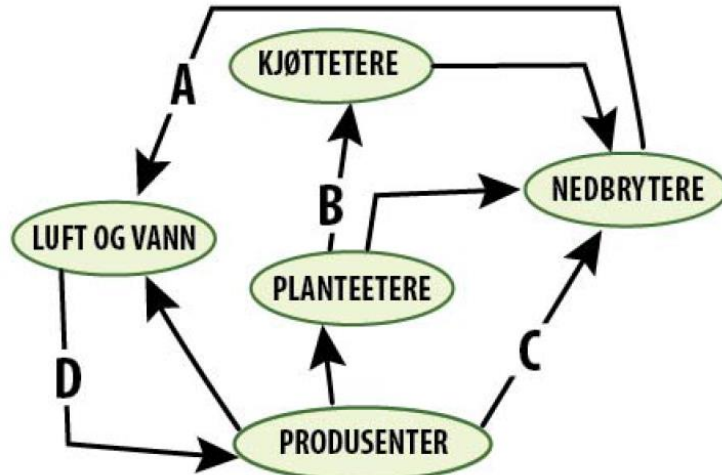 KJØTTETERE
A
NEDBRYTERE
B
LUFT OG VANN
PLANTEETERE
C
D
PRODUSENTER